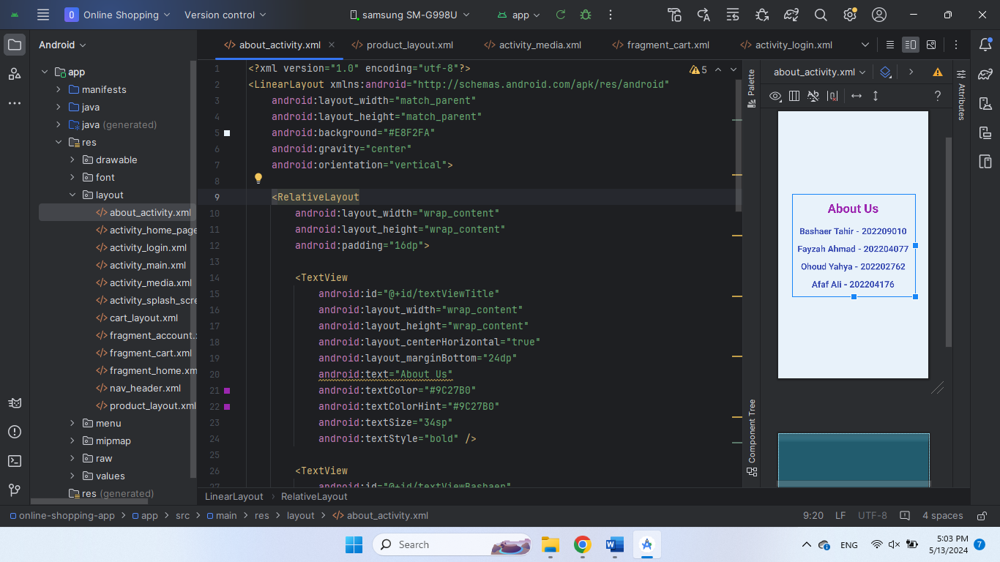 O Online Shopping Version control samsung SM-G998U app
Android
app
manifests
java
java (generated)
res
drawable
font
layout
about_activity.xml
activity_home_page
activity_login.xml
activity_main.xml
activity_media.xml
activity_splash_scre
cart_layout.xml
fragment_account.x
fragment_cart.xml
fragment_home.xm
nav_header.xml
product_layout.xml
menu
mipmap
raw
values
res (generated)
about_activity.xml product_layout.xml activity_media.xml fragment_cart.xml activity_login.xml
5
1 <?xml version="1.0" encoding="utf-8"?>
2 <LinearLayout xmlns:android="http://schemas.android.com/apk/res/android"
3 android:layout_width="match_parent"
4 android:layout_height="match_parent"
5 android:background="#E8F2FA"
6 android:gravity="center"
7 android:orientation="vertical">
8
9 <RelativeLayout
10 android:layout_width="wrap_content"
11 android:layout_height="wrap_content"
12 android:padding="16dp">
13
14 <TextView
15 android:id="@+id/textViewTitle"
16 android:layout_width="wrap_content"
17 android:layout_height="wrap_content"
18 android:layout_centerHorizontal="true"
19 android:layout_marginBottom="24dp"
20 android:text="About Us"
21 android:textColor="#9C27B0"
22 android:textColorHint="#9C27B0"
23 android:textSize="34sp"
24 android:textStyle="bold" />
25
26 <TextView
27 android:id="@+id/textViewBashaer"
LinearLayout RelativeLayout
Palette
Component Tree
about_activity.xml
?
About Us
Bashaer Tahir - 202209010
Fayzah Ahmad - 202204077
Ohoud Yahya - 202202762
Afaf Ali - 202204176
Attributes
online-shopping-app app src main res layout about_activity.xml
9:20 LF UTF-8 4 spaces
Search
W
ENG
5:03 PM
5/13/2024
7